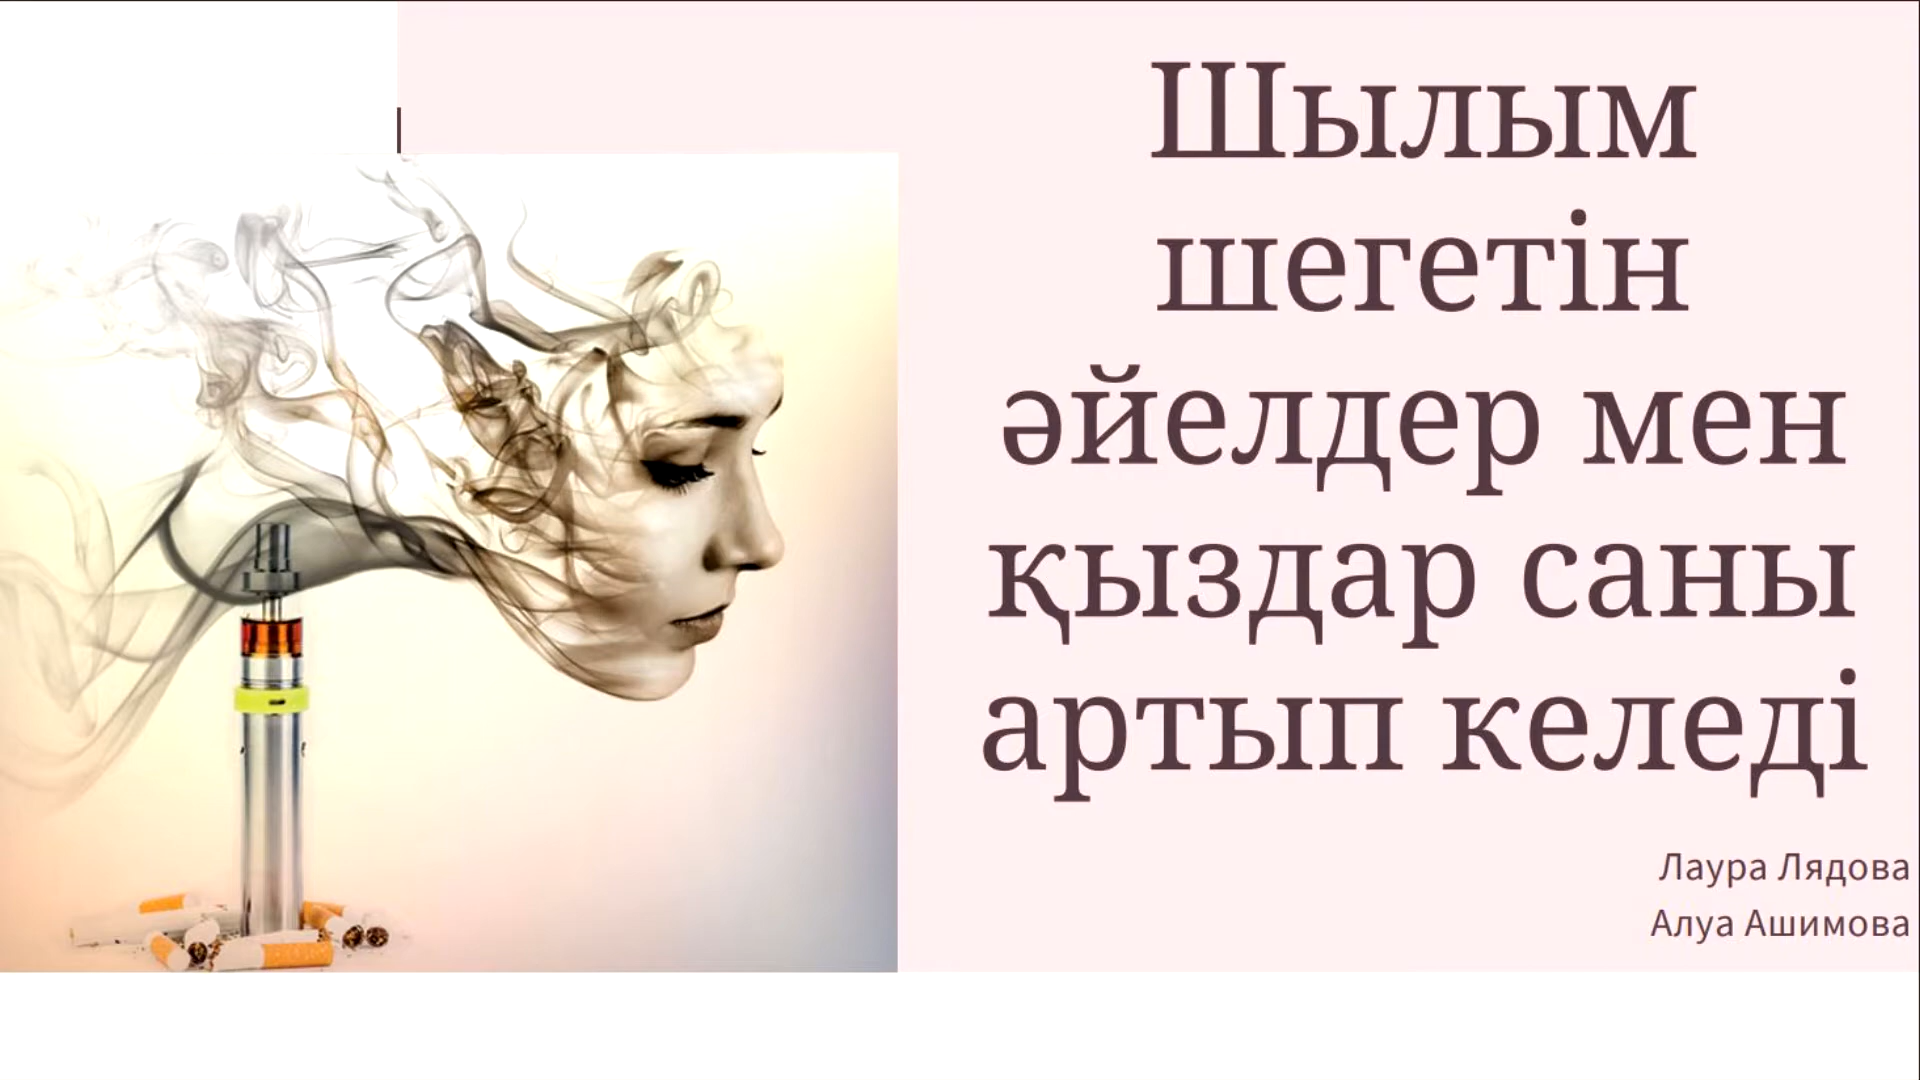 Шылым
шегетін
әйелдер мен
қыздар саны
артып келеді
Лаура Лядова
Алуа Ашимова